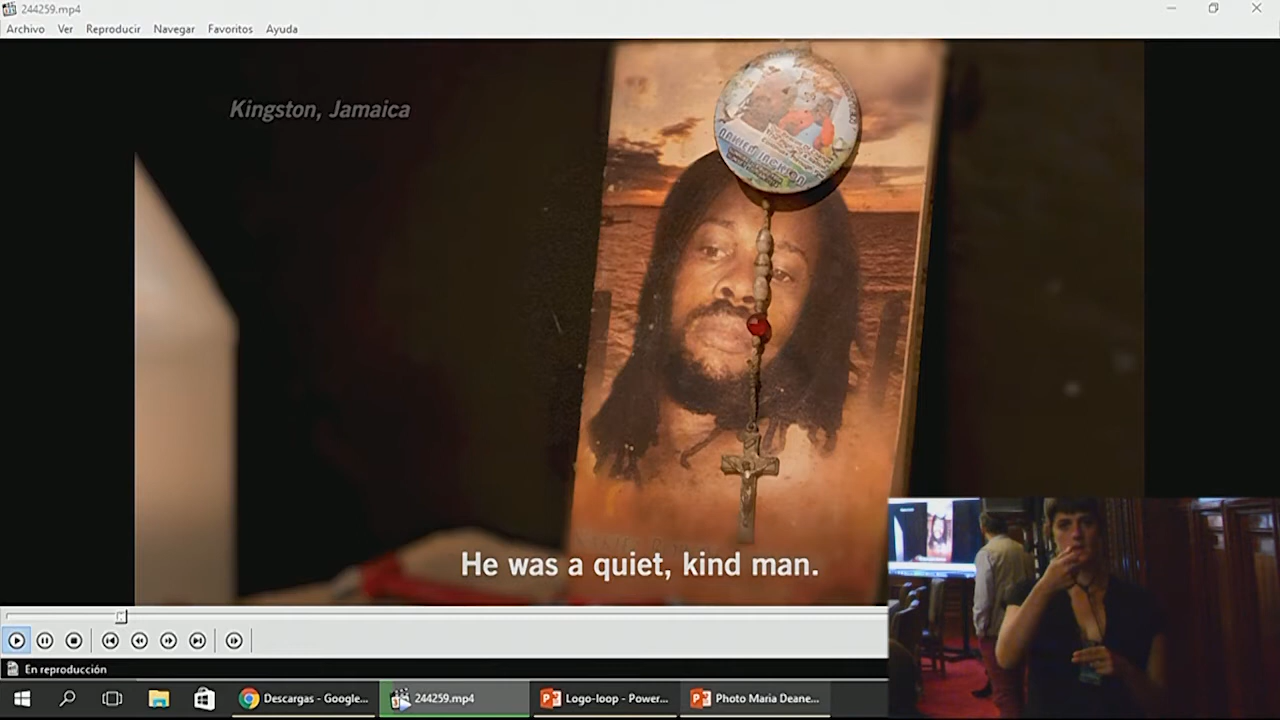 244259.mp4
Archivo Ver Reproducir Navegar Favoritos Ayuda
Kingston, Jamaica
He was a quiet, kind man.
En reproducción
Descargas - Google...
244259.mp4
Logo-loop - Power...
Photo Maria Deane...